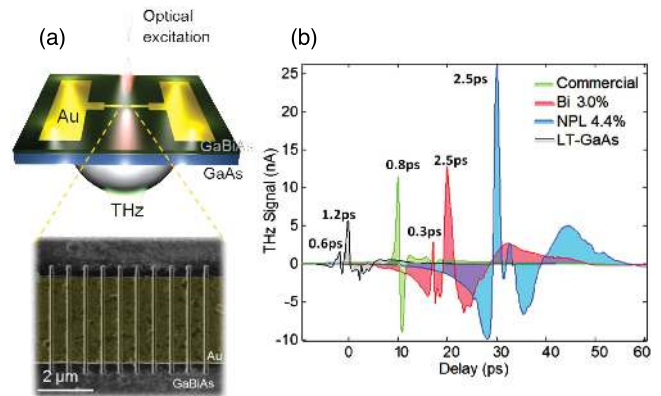 (a)
Optical
excitation
Au
GaBiAs
GaAs
THz
2 µm
Au
GaBiAs
(b)
THz Signal (nA)
25
20
15
10
5
0
-5
-10
0
10
20
30
40
50
60
Delay (ps)
0.6ps
1.2ps
0.8ps
0.3ps
2.5ps
2.5ps
Commercial
Bi 3.0%
NPL 4.4%
LT-GaAs